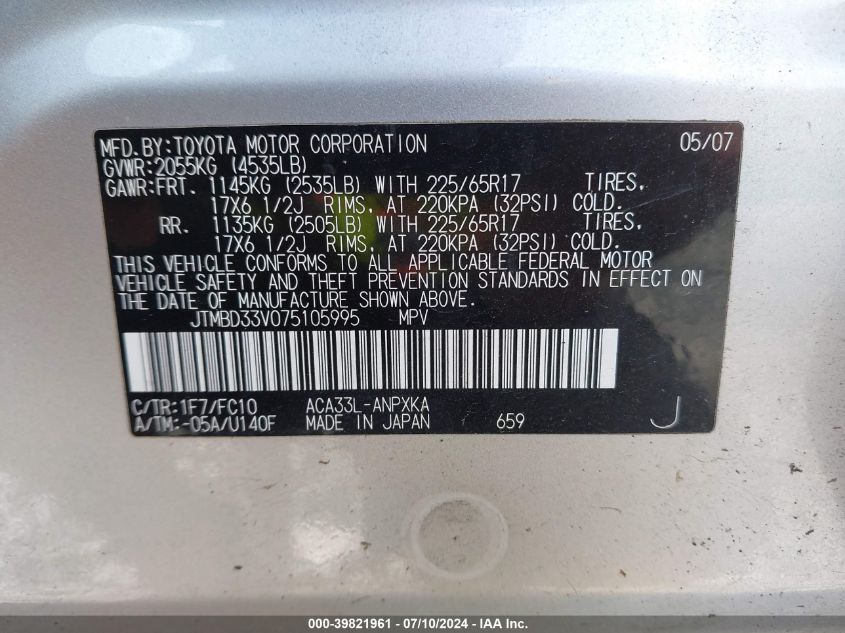 MFD.BY:TOYOTA MOTOR CORPORATION 05/07
GVWR:2055KG (4535LB)
GAWR:FRT. 1145KG (2535LB) WITH 225/65R17 TIRES,
17X6 1/2J RIMS, AT 220KPA (32PSI) COLD.
RR. 1135KG (2505LB) WITH 225/65R17 TIRES,
17X6 1/2J RIMS, AT 220KPA (32PSI) COLD.
THIS VEHICLE CONFORMS TO ALL APPLICABLE FEDERAL MOTOR
VEHICLE SAFETY AND THEFT PREVENTION STANDARDS IN EFFECT ON
THE DATE OF MANUFACTURE SHOWN ABOVE.
JTMBD33V075105995 MPV
C/TR:1F7/FC10 ACA33L-ANPXKA
A/TM:-05A/U140F MADE IN JAPAN 659 J
000-39821961 - 07/10/2024 - IAA Inc.